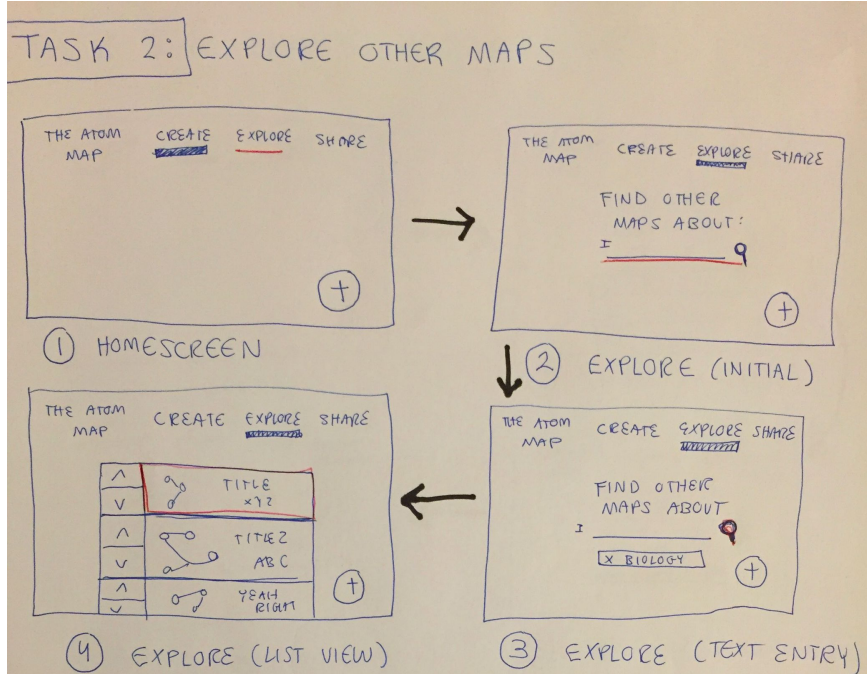 TASK 2: EXPLORE OTHER MAPS
THE ATOM MAP CREATE EXPLORE SHARE
+
1 HOMESCREEN
THE ATOM MAP CREATE EXPLORE SHARE
FIND OTHER
MAPS ABOUT:
I
+
2 EXPLORE (INITIAL)
THE ATOM MAP CREATE EXPLORE SHARE
FIND OTHER
MAPS ABOUT
I
X BIOLOGY
+
3 EXPLORE (TEXT ENTRY)
THE ATOM MAP CREATE EXPLORE SHARE
TITLE
XYZ
TITLE 2
ABC
YEAH
RIGHT
+
4 EXPLORE (LIST VIEW)